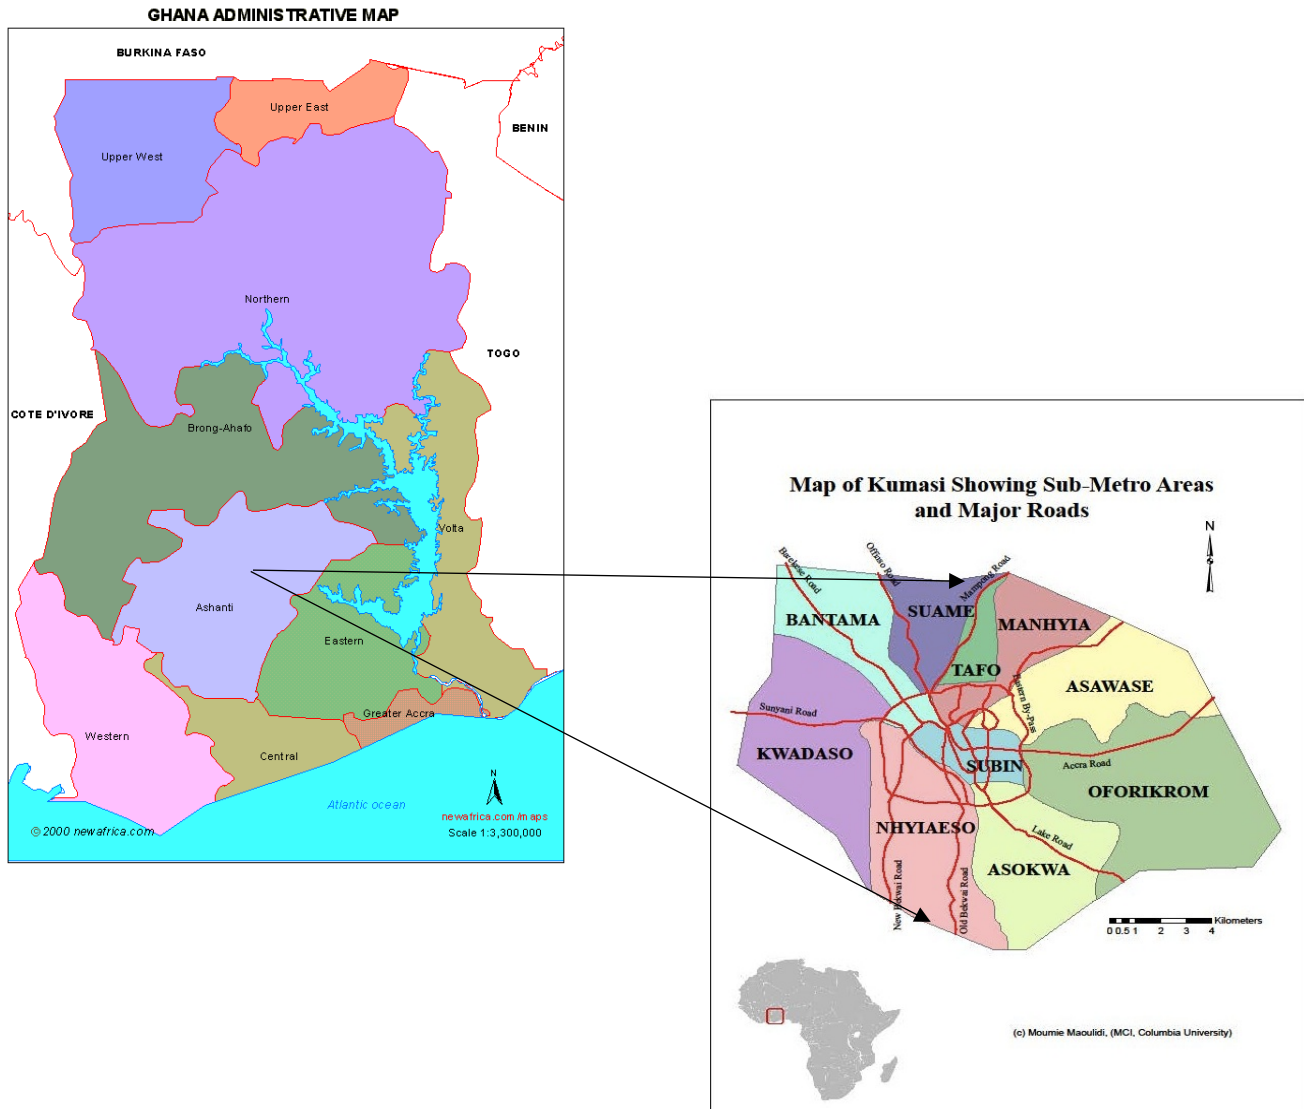 GHANA ADMINISTRATIVE MAP
BURKINA FASO
Upper East
BENIN
Upper West
Northern
TOGO
COTE D'IVORE
Brong-Ahafo
Volta
Ashanti
Eastern
Greater Accra
Western
Central
N
Atlantic ocean
newafrica.com/maps
© 2000 newafrica.com
Scale 1:3,300,000
Map of Kumasi Showing Sub-Metro Areas
and Major Roads
N
Barekese Road
Offinso Road
Mampong Road
SUAME
BANTAMA
MANHYIA
TAFO
ASAWASE
Eastern By-Pass
Sunyani Road
KWADASO
SUBIN
Accra Road
OFORIKROM
NHYIAESO
Lake Road
ASOKWA
New Bekwai Road
Old Bekwai Road
Kilometers
0 0.5 1 2 3 4
(c) Moumie Maoulidi, (MCI, Columbia University)